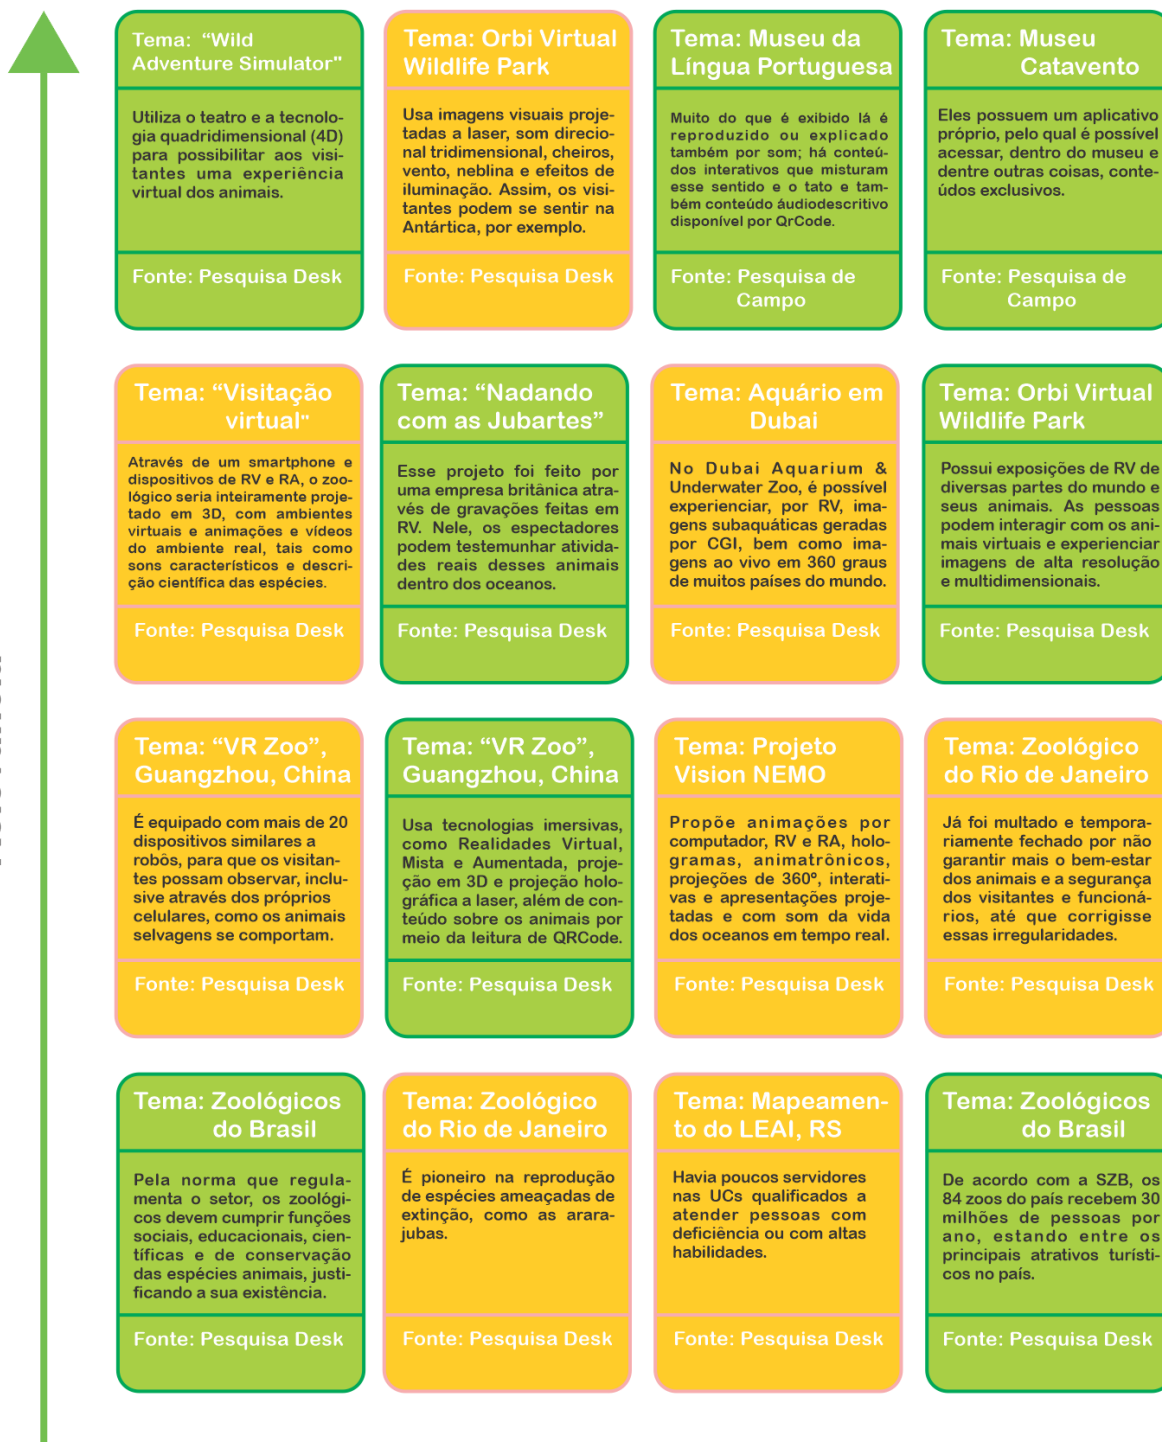 Tema: “Wild
Adventure Simulator"
Utiliza o teatro e a tecnolo-
gia quadridimensional (4D)
para possibilitar aos visi-
tantes uma experiência
virtual dos animais.
Fonte: Pesquisa Desk
Tema: Orbi Virtual
Wildlife Park
Usa imagens visuais proje-
tadas a laser, som direcio-
nal tridimensional, cheiros,
vento, neblina e efeitos de
iluminação. Assim, os visi-
tantes podem se sentir na
Antártica, por exemplo.
Fonte: Pesquisa Desk
Tema: Museu da
Língua Portuguesa
Muito do que é exibido lá é
reproduzido ou explicado
também por som; há conteú-
dos interativos que misturam
esse sentido e o tato e tam-
bém conteúdo áudiodescritivo
disponível por QrCode.
Fonte: Pesquisa de
Campo
Tema: Museu
Catavento
Eles possuem um aplicativo
próprio, pelo qual é possível
acessar, dentro do museu e
dentre outras coisas, conte-
údos exclusivos.
Fonte: Pesquisa de
Campo
Tema: “Visitação
virtual"
Através de um smartphone e
dispositivos de RV e RA, o zoo-
lógico seria inteiramente proje-
tado em 3D, com ambientes
virtuais e animações e vídeos
do ambiente real, tais como
sons característicos e descri-
ção científica das espécies.
Fonte: Pesquisa Desk
Tema: “Nadando
com as Jubartes”
Esse projeto foi feito por
uma empresa britânica atra-
vés de gravações feitas em
RV. Nele, os espectadores
podem testemunhar ativida-
des reais desses animais
dentro dos oceanos.
Fonte: Pesquisa Desk
Tema: Aquário em
Dubai
No Dubai Aquarium &
Underwater Zoo, é possível
experienciar, por RV, ima-
gens subaquáticas geradas
por CGI, bem como ima-
gens ao vivo em 360 graus
de muitos países do mundo.
Fonte: Pesquisa Desk
Tema: Orbi Virtual
Wildlife Park
Possui exposições de RV de
diversas partes do mundo e
seus animais. As pessoas
podem interagir com os ani-
mais virtuais e experienciar
imagens de alta resolução
e multidimensionais.
Fonte: Pesquisa Desk
Tema: “VR Zoo”,
Guangzhou, China
É equipado com mais de 20
dispositivos similares a
robôs, para que os visitan-
tes possam observar, inclu-
sive através dos próprios
celulares, como os animais
selvagens se comportam.
Fonte: Pesquisa Desk
Tema: “VR Zoo”,
Guangzhou, China
Usa tecnologias imersivas,
como Realidades Virtual,
Mista e Aumentada, proje-
ção em 3D e projeção holo-
gráfica a laser, além de con-
teúdo sobre os animais por
meio da leitura de QRCode.
Fonte: Pesquisa Desk
Tema: Projeto
Vision NEMO
Propõe animações por
computador, RV e RA, holo-
gramas, animatrônicos,
projeções de 360º, interati-
vas e apresentações proje-
tadas e com som da vida
dos oceanos em tempo real.
Fonte: Pesquisa Desk
Tema: Zoológico
do Rio de Janeiro
Já foi multado e tempora-
riamente fechado por não
garantir mais o bem-estar
dos animais e a segurança
dos visitantes e funcioná-
rios, até que corrigisse
essas irregularidades.
Fonte: Pesquisa Desk
Tema: Zoológicos
do Brasil
Pela norma que regula-
menta o setor, os zoológi-
cos devem cumprir funções
sociais, educacionais, cien-
tíficas e de conservação
das espécies animais, justi-
ficando a sua existência.
Fonte: Pesquisa Desk
Tema: Zoológico
do Rio de Janeiro
É pioneiro na reprodução
de espécies ameaçadas de
extinção, como as arara-
jubas.
Fonte: Pesquisa Desk
Tema: Mapeamen-
to do LEAI, RS
Havia poucos servidores
nas UCs qualificados a
atender pessoas com
deficiência ou com altas
habilidades.
Fonte: Pesquisa Desk
Tema: Zoológicos
do Brasil
De acordo com a SZB, os
84 zoos do país recebem 30
milhões de pessoas por
ano, estando entre os
principais atrativos turísti-
cos no país.
Fonte: Pesquisa Desk